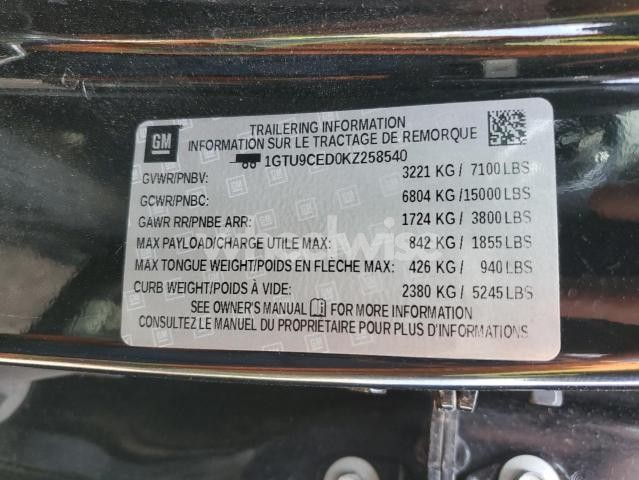 GM
TRAILERING INFORMATION
INFORMATION SUR LE TRACTAGE DE REMORQUE
1GTU9CED0KZ258540
GVWR/PNBV: 3221 KG / 7100 LBS
GCWR/PNBC: 6804 KG /15000 LBS
GAWR RR/PNBE ARR: 1724 KG / 3800 LBS
MAX PAYLOAD/CHARGE UTILE MAX: 842 KG / 1855 LBS
MAX TONGUE WEIGHT/POIDS EN FLÈCHE MAX: 426 KG / 940 LBS
CURB WEIGHT/POIDS À VIDE: 2380 KG / 5245 LBS
SEE OWNER'S MANUAL FOR MORE INFORMATION
CONSULTEZ LE MANUEL DU PROPRIÉTAIRE POUR PLUS D'INFORMATIONS